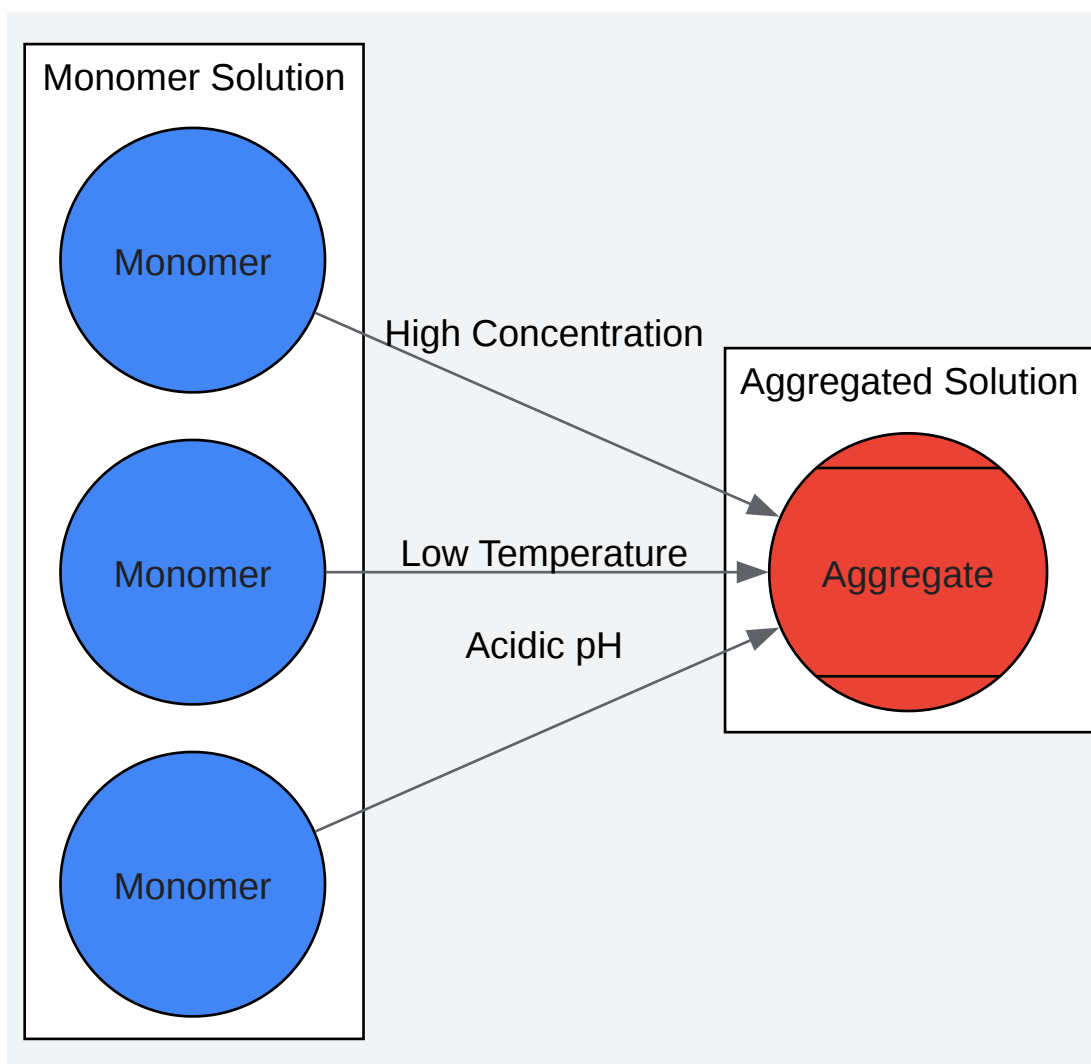 Monomer Solution
Monomer
High Concentration
Aggregated Solution
Low Temperature
Monomer
Aggregate
Acidic pH
Monomer